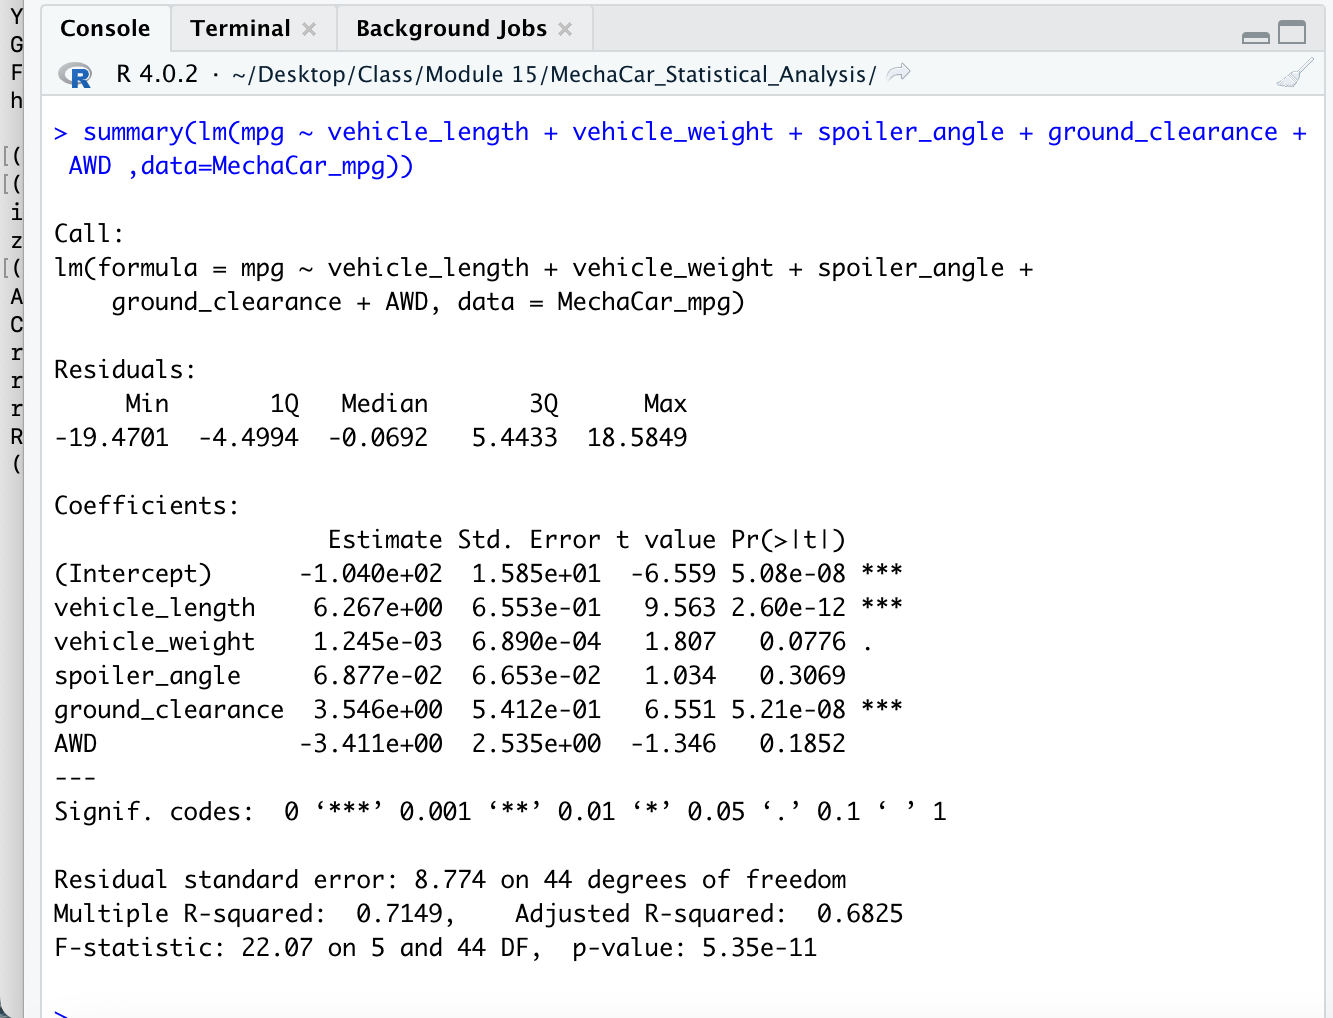 Console Terminal Background Jobs
R R 4.0.2 · ~/Desktop/Class/Module 15/MechaCar_Statistical_Analysis/
> summary(lm(mpg ~ vehicle_length + vehicle_weight + spoiler_angle + ground_clearance +
AWD ,data=MechaCar_mpg))
Call:
lm(formula = mpg ~ vehicle_length + vehicle_weight + spoiler_angle +
ground_clearance + AWD, data = MechaCar_mpg)
Residuals:
Min 1Q Median 3Q Max
-19.4701 -4.4994 -0.0692 5.4433 18.5849
Coefficients:
Estimate Std. Error t value Pr(>|t|)
(Intercept) -1.040e+02 1.585e+01 -6.559 5.08e-08 ***
vehicle_length 6.267e+00 6.553e-01 9.563 2.60e-12 ***
vehicle_weight 1.245e-03 6.890e-04 1.807 0.0776 .
spoiler_angle 6.877e-02 6.653e-02 1.034 0.3069
ground_clearance 3.546e+00 5.412e-01 6.551 5.21e-08 ***
AWD -3.411e+00 2.535e+00 -1.346 0.1852
---
Signif. codes: 0 ‘***’ 0.001 ‘**’ 0.01 ‘*’ 0.05 ‘.’ 0.1 ‘ ’ 1
Residual standard error: 8.774 on 44 degrees of freedom
Multiple R-squared: 0.7149, Adjusted R-squared: 0.6825
F-statistic: 22.07 on 5 and 44 DF, p-value: 5.35e-11
>